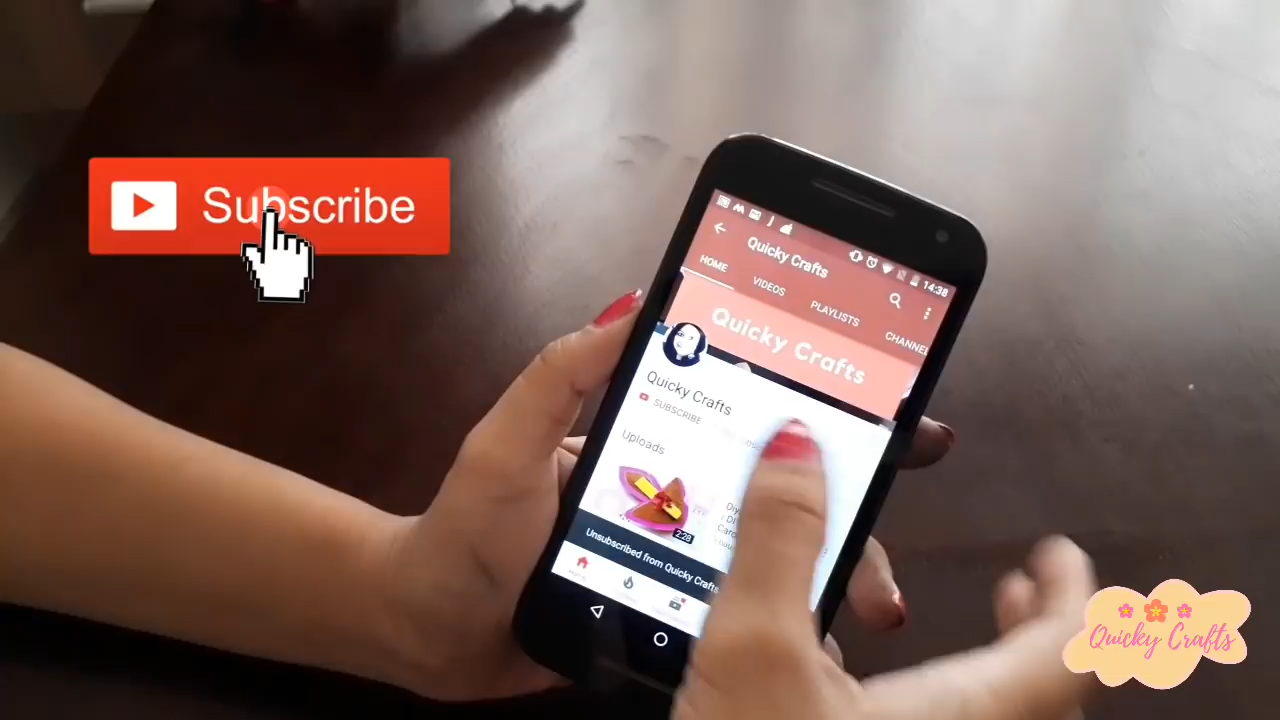 Subscribe
14:38
Quicky Crafts
HOME VIDEOS PLAYLISTS CHANNEL
Quicky Crafts
Quicky Crafts
SUBSCRIBE
Uploads
2:28
Unsubscribed from Quicky Crafts
Quicky Crafts